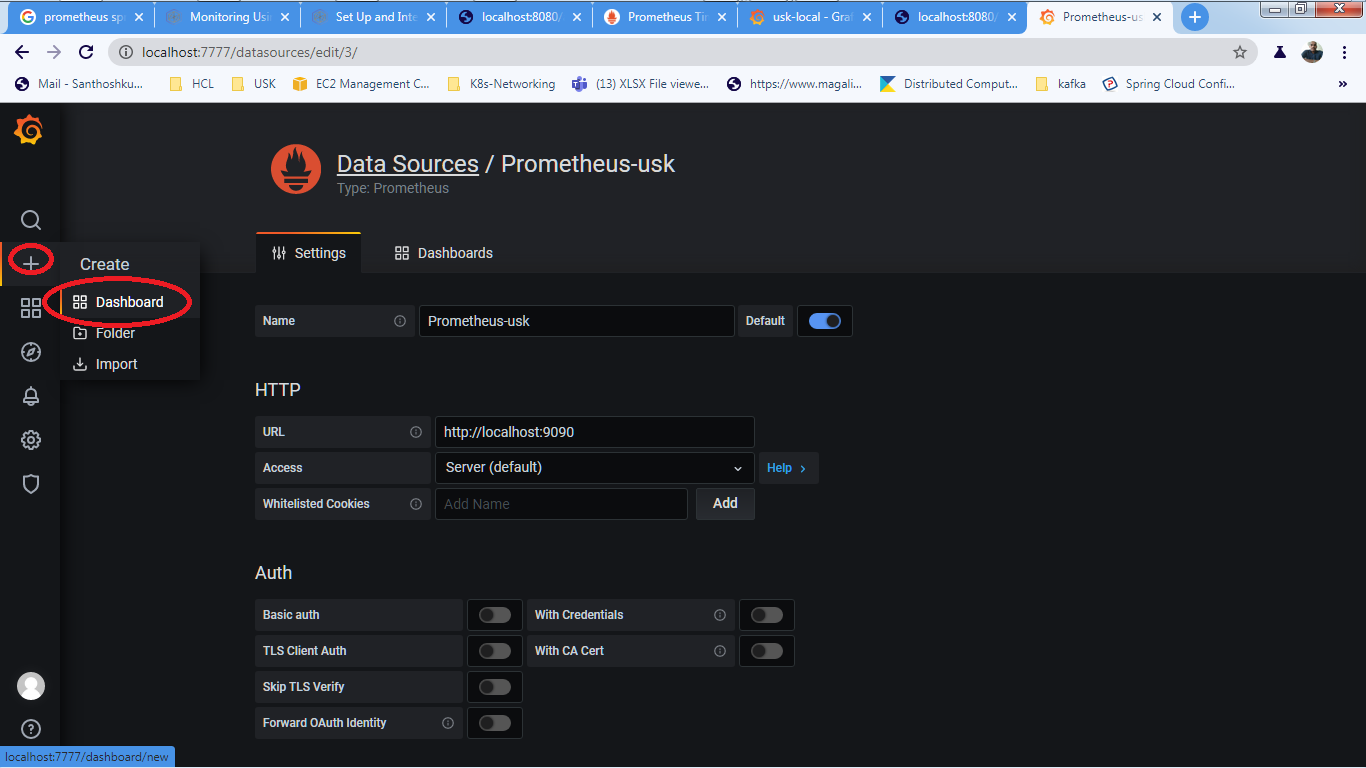 prometheus sp
Monitoring Usi
Set Up and Inte
localhost:8080/
Prometheus Tim
usk-local - Graf
localhost:8080/
Prometheus-us
localhost:7777/datasources/edit/3/
Mail - Santhoshku...
HCL
USK
EC2 Management C...
K8s-Networking
(13) XLSX File viewe...
https://www.magali...
Distributed Comput...
kafka
Spring Cloud Confi...
»
Data Sources / Prometheus-usk
Type: Prometheus
Settings
Dashboards
Create
Dashboard
Folder
Import
Name
Prometheus-usk
Default
HTTP
URL
http://localhost:9090
Access
Server (default)
Help >
Whitelisted Cookies
Add Name
Add
Auth
Basic auth
With Credentials
TLS Client Auth
With CA Cert
Skip TLS Verify
Forward OAuth Identity
localhost:7777/dashboard/new